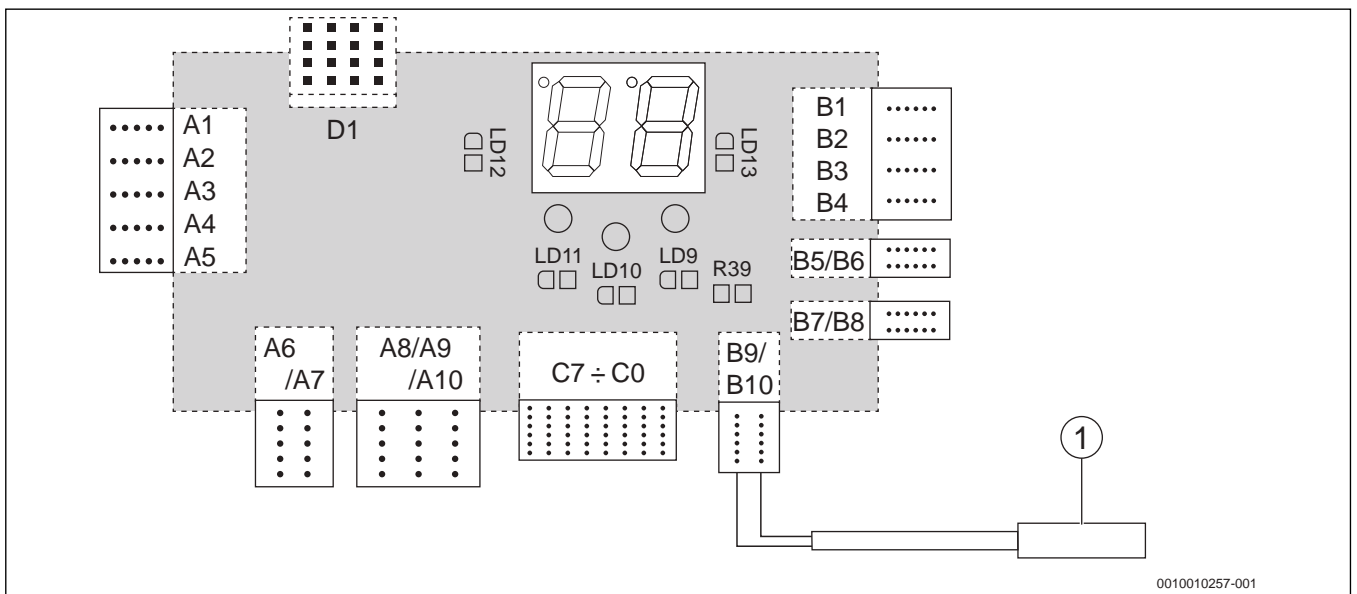 D1
A1
A2
A3
A4
A5
LD12
LD13
B1
B2
B3
B4
LD11
LD10
LD9
R39
B5/B6
B7/B8
A6
/A7
A8/A9
/A10
C7 ÷ C0
B9/
B10
1
0010010257-001